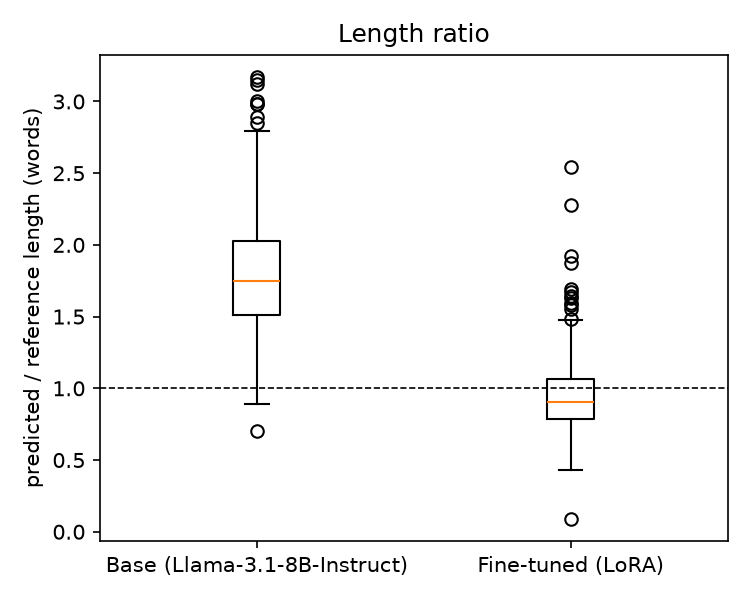 Length ratio
predicted / reference length (words)
3.0
2.5
2.0
1.5
1.0
0.5
0.0
Base (Llama-3.1-8B-Instruct)
Fine-tuned (LoRA)